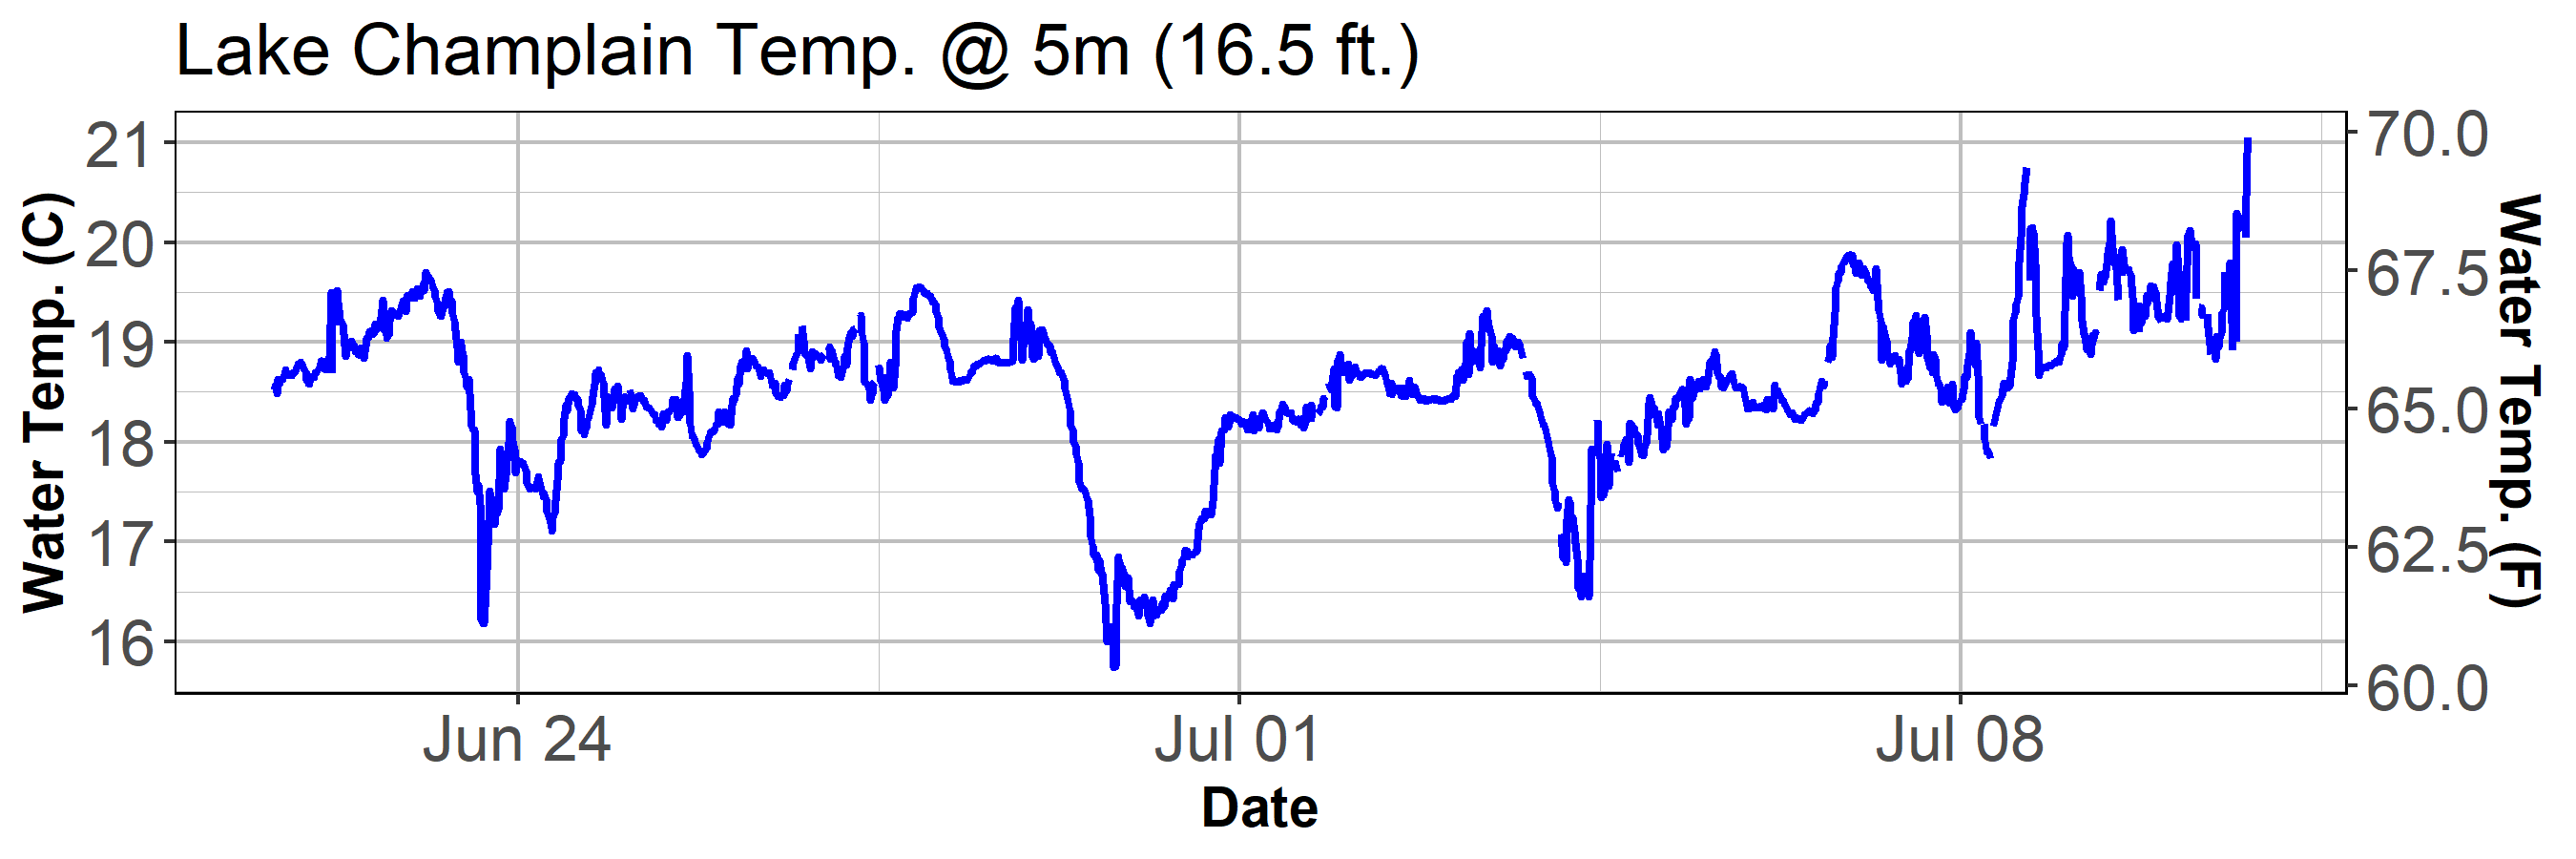 Lake Champlain Temp. @ 5m (16.5 ft.)
Water Temp. (C)
21
20
19
18
17
16
70.0
67.5
65.0
62.5
60.0
Water Temp. (F)
Jun 24
Jul 01
Jul 08
Date